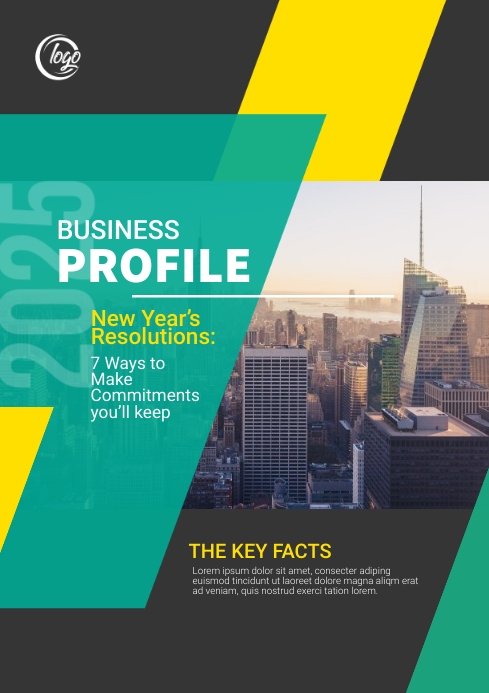 logo
2025
BUSINESS
PROFILE
New Year's
Resolutions:
7 Ways to
Make
Commitments
you'll keep
THE KEY FACTS
Lorem ipsum dolor sit amet, consecter adiping
euismod tincidunt ut laoreet dolore magna aliqm erat
ad veniam, quis nostrud exerci tation lorem.